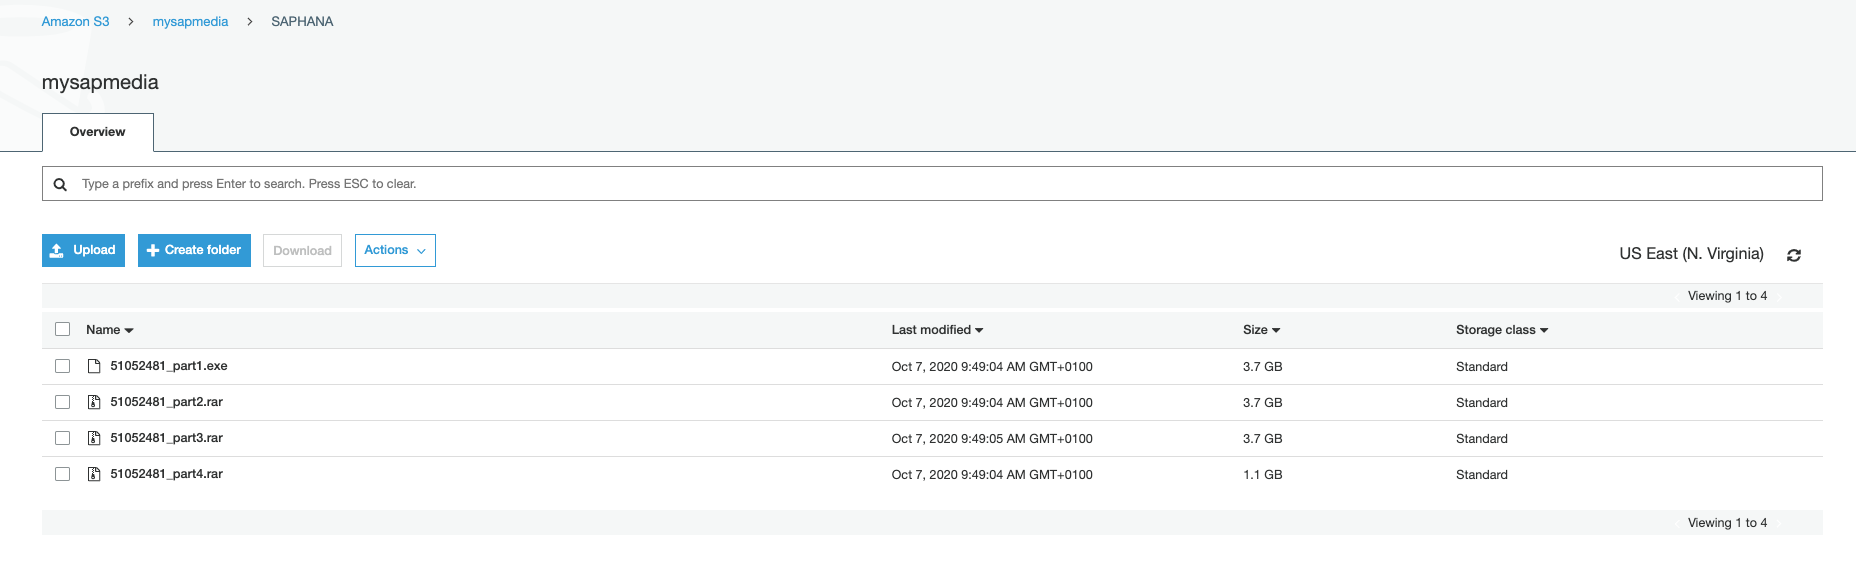 Amazon S3 > mysapmedia > SAPHANA
mysapmedia
Overview
Type a prefix and press Enter to search. Press ESC to clear.
Upload + Create folder Download Actions
US East (N. Virginia)
Viewing 1 to 4
Name Last modified Size Storage class
51052481_part1.exe Oct 7, 2020 9:49:04 AM GMT+0100 3.7 GB Standard
51052481_part2.rar Oct 7, 2020 9:49:04 AM GMT+0100 3.7 GB Standard
51052481_part3.rar Oct 7, 2020 9:49:05 AM GMT+0100 3.7 GB Standard
51052481_part4.rar Oct 7, 2020 9:49:04 AM GMT+0100 1.1 GB Standard
Viewing 1 to 4